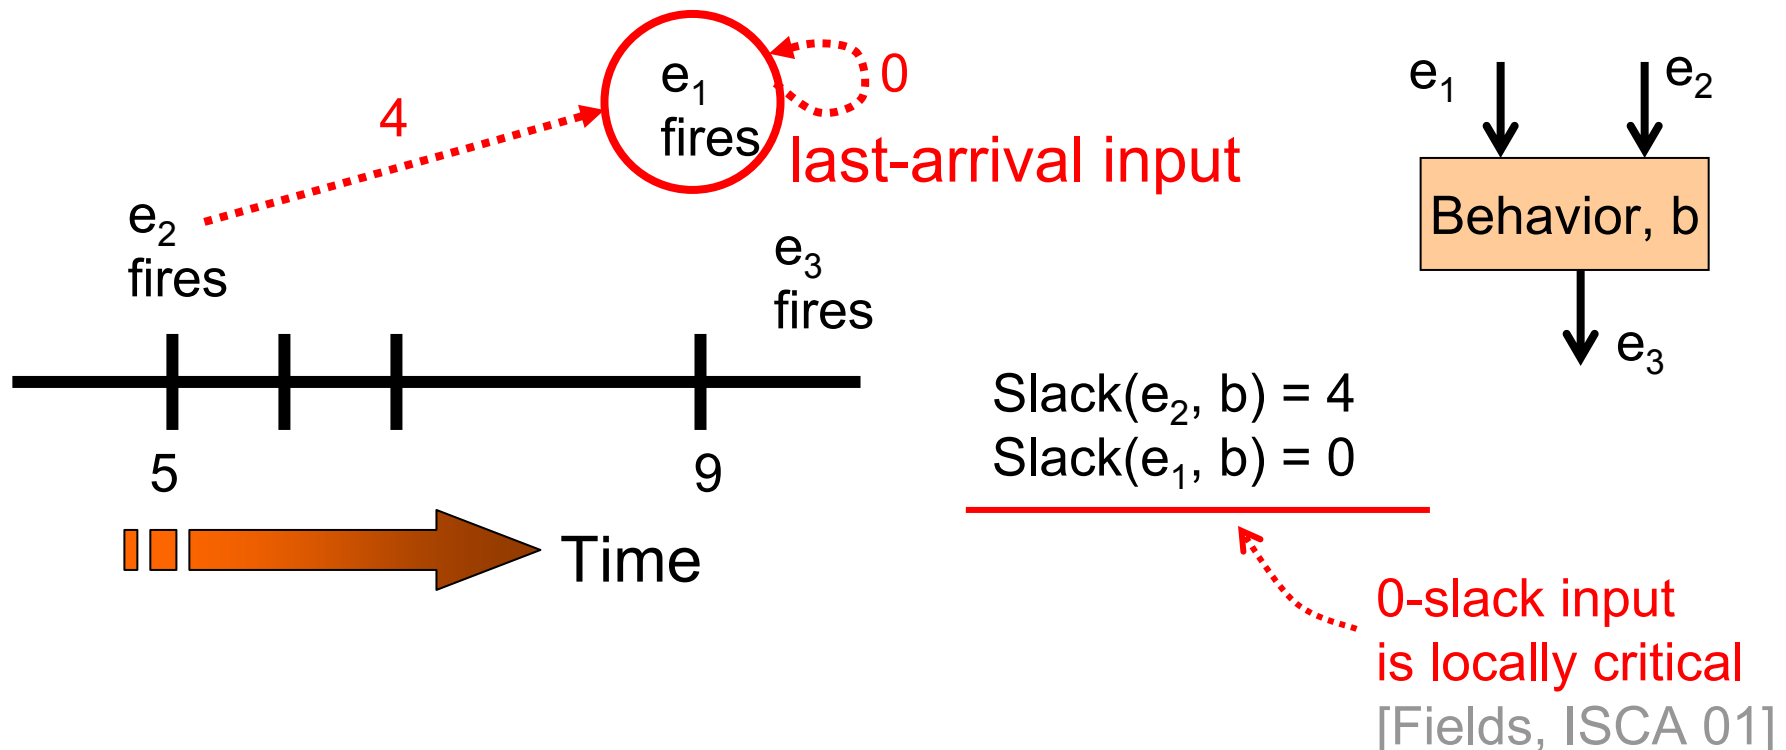 4
e₁
fires
0
last-arrival input
e₂
fires
e₃
fires
5
9
Time
e₁
e₂
Behavior, b
e₃
Slack(e₂, b) = 4
Slack(e₁, b) = 0
0-slack input
is locally critical
[Fields, ISCA 01]